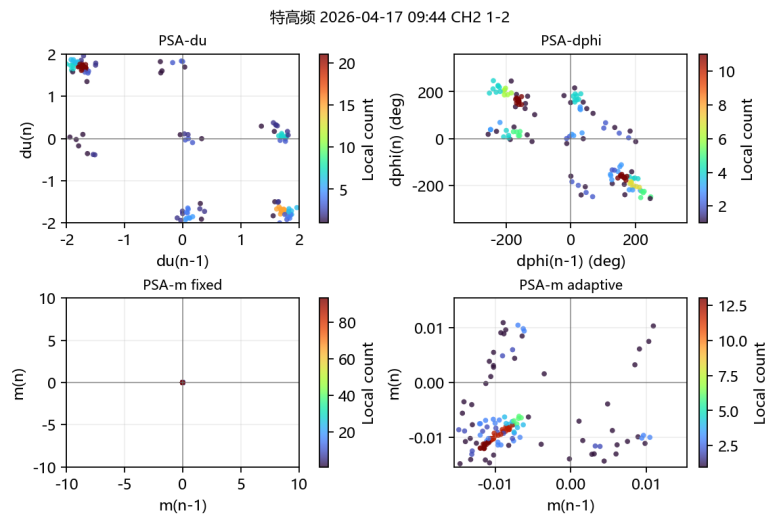 特高频 2026-04-17 09:44 CH2 1-2
PSA-du
du(n)
2
1
0
-1
-2
-2
-1
0
1
2
du(n-1)
20
15
10
5
Local count
PSA-dphi
dphi(n) (deg)
200
0
-200
-200
0
200
dphi(n-1) (deg)
10
8
6
4
2
Local count
PSA-m fixed
m(n)
10
5
0
-5
-10
-10
-5
0
5
10
m(n-1)
80
60
40
20
Local count
PSA-m adaptive
m(n)
0.01
0.00
-0.01
-0.01
0.00
0.01
m(n-1)
12.5
10.0
7.5
5.0
2.5
Local count